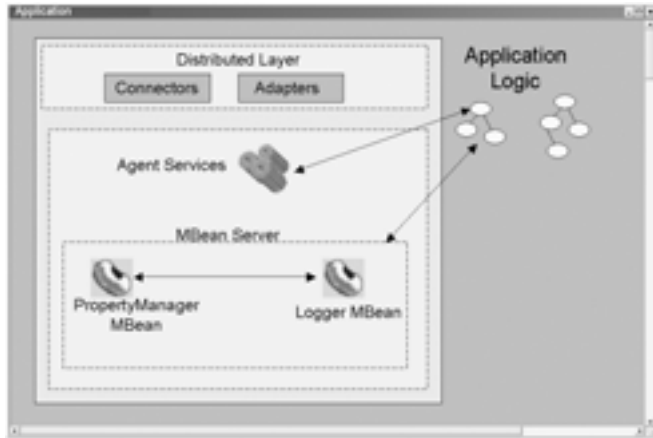 Application
Distributed Layer
Connectors
Adapters
Application
Logic
Agent Services
MBean Server
PropertyManager
MBean
Logger MBean